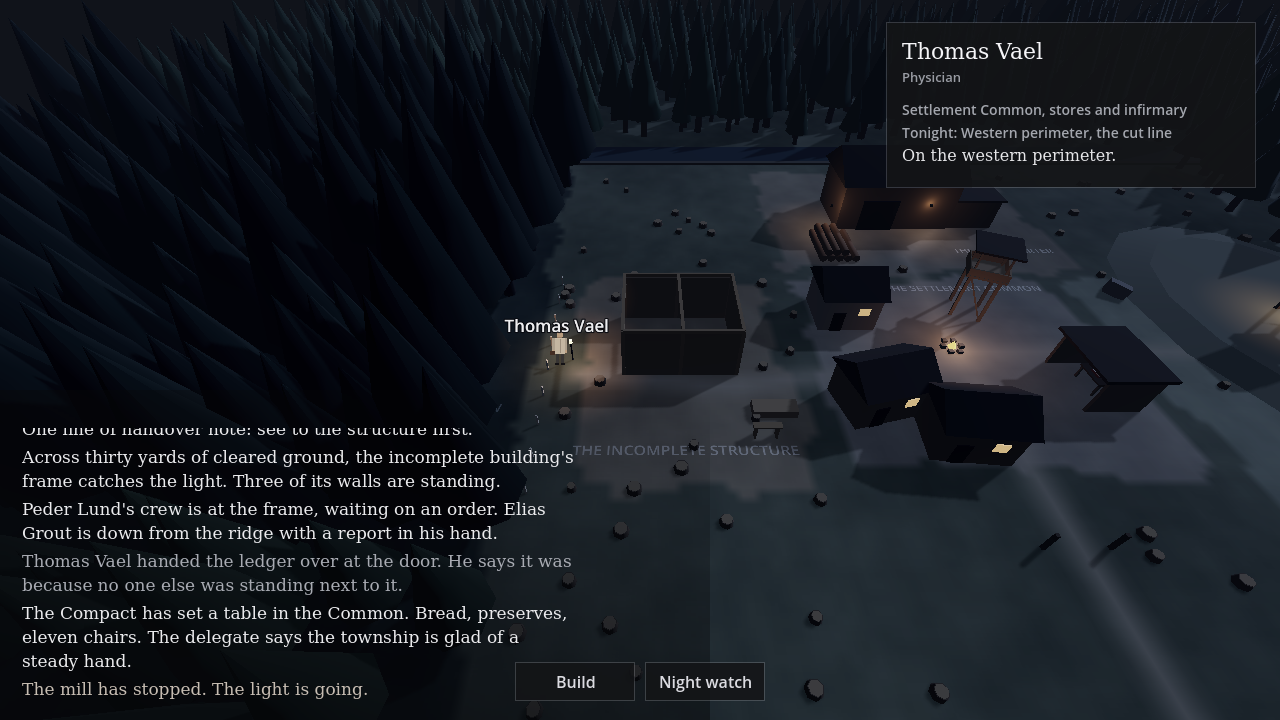 Thomas Vael
Physician
Settlement Common, stores and infirmary
Tonight: Western perimeter, the cut line
On the western perimeter.
THE SETTLEMENT COMMON
Thomas Vael
THE INCOMPLETE STRUCTURE
One line of handover note: see to the structure first.
Across thirty yards of cleared ground, the incomplete building's
frame catches the light. Three of its walls are standing.
Peder Lund's crew is at the frame, waiting on an order. Elias
Grout is down from the ridge with a report in his hand.
Thomas Vael handed the ledger over at the door. He says it was
because no one else was standing next to it.
The Compact has set a table in the Common. Bread, preserves,
eleven chairs. The delegate says the township is glad of a
steady hand.
The mill has stopped. The light is going.
Build
Night watch